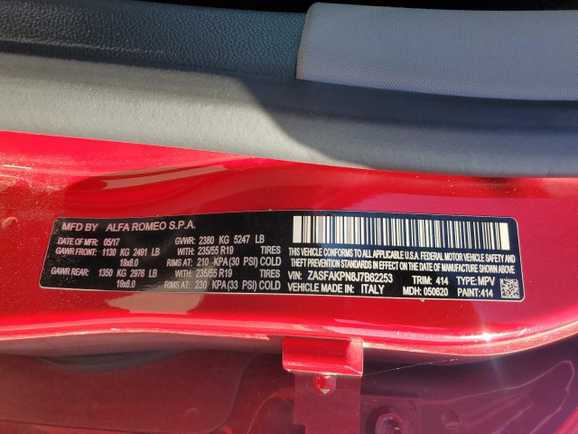 MFD BY ALFA ROMEO S.P.A.
DATE OF MFR: 05/17 GVWR: 2380 KG 5247 LB
GAWR FRONT: 1130 KG 2491 LB WITH: 235/55 R19 TIRES
19x8.0 RIMS AT: 210 KPA(30 PSI) COLD
GAWR REAR: 1350 KG 2976 LB WITH: 235/55 R19 TIRES
19x8.0 RIMS AT: 230 KPA(33 PSI) COLD
THIS VEHICLE CONFORMS TO ALL APPLICABLE U.S.A. FEDERAL MOTOR VEHICLE SAFETY AND
THEFT PREVENTION STANDARDS IN EFFECT ON THE DATE OF MANUFACTURE SHOWN ABOVE.
VIN: ZASFAKPN8J7B62253 TRIM: 414 TYPE: MPV
VEHICLE MADE IN: ITALY MDH: 050620 PAINT: 414